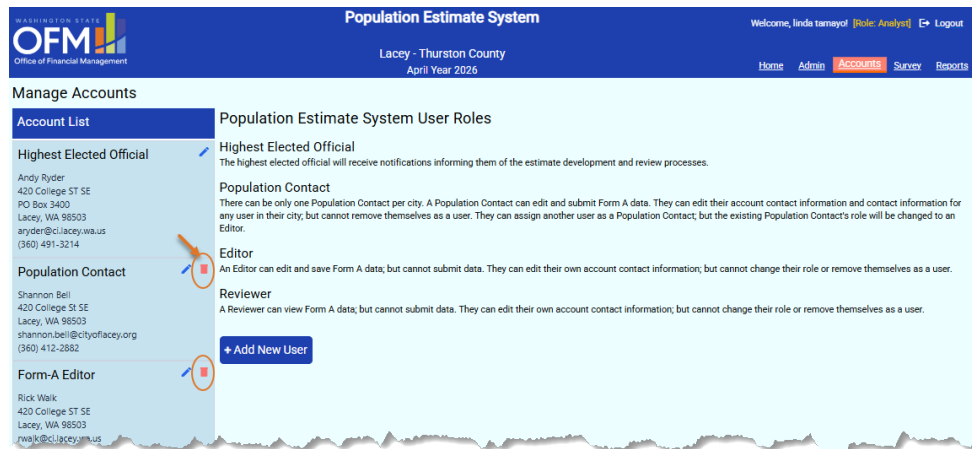 WASHINGTON STATE
OFM
Office of Financial Management
Population Estimate System
Lacey - Thurston County
April Year 2026
Welcome, linda tamayo! [Role: Analyst] Logout
Home Admin Accounts Survey Reports
Manage Accounts
Account List
Highest Elected Official
Andy Ryder
420 College ST SE
PO Box 3400
Lacey, WA 98503
aryder@ci.lacey.wa.us
(360) 491-3214
Population Contact
Shannon Bell
420 College St SE
Lacey, WA 98503
shannon.bell@cityoflacey.org
(360) 412-2882
Form-A Editor
Rick Walk
420 College ST SE
Lacey, WA 98503
rwalk@ci.lacey.wa.us
Population Estimate System User Roles
Highest Elected Official
The highest elected official will receive notifications informing them of the estimate development and review processes.
Population Contact
There can be only one Population Contact per city. A Population Contact can edit and submit Form A data. They can edit their account contact information and contact information for
any user in their city; but cannot remove themselves as a user. They can assign another user as a Population Contact; but the existing Population Contact's role will be changed to an
Editor.
Editor
An Editor can edit and save Form A data; but cannot submit data. They can edit their own account contact information; but cannot change their role or remove themselves as a user.
Reviewer
A Reviewer can view Form A data; but cannot submit data. They can edit their own account contact information; but cannot change their role or remove themselves as a user.
+ Add New User